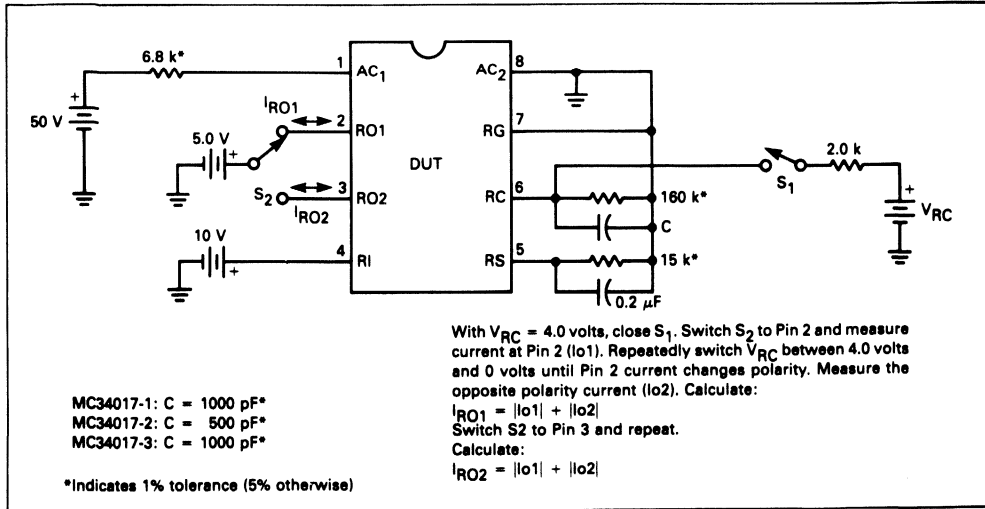 6.8 k*
50 V
+
1
AC1
IRO1
2
RO1
5.0 V
+
S2
IRO2
3
RO2
10 V
+
4
RI
DUT
AC2
8
RG
7
RC
6
160 k*
C
RS
5
15 k*
0.2 µF
S1
2.0 k
+
VRC
With VRC = 4.0 volts, close S1. Switch S2 to Pin 2 and measure
current at Pin 2 (Io1). Repeatedly switch VRC between 4.0 volts
and 0 volts until Pin 2 current changes polarity. Measure the
opposite polarity current (Io2). Calculate:
IRO1 = |Io1| + |Io2|
Switch S2 to Pin 3 and repeat.
Calculate:
IRO2 = |Io1| + |Io2|
MC34017-1: C = 1000 pF*
MC34017-2: C = 500 pF*
MC34017-3: C = 1000 pF*
*Indicates 1% tolerance (5% otherwise)